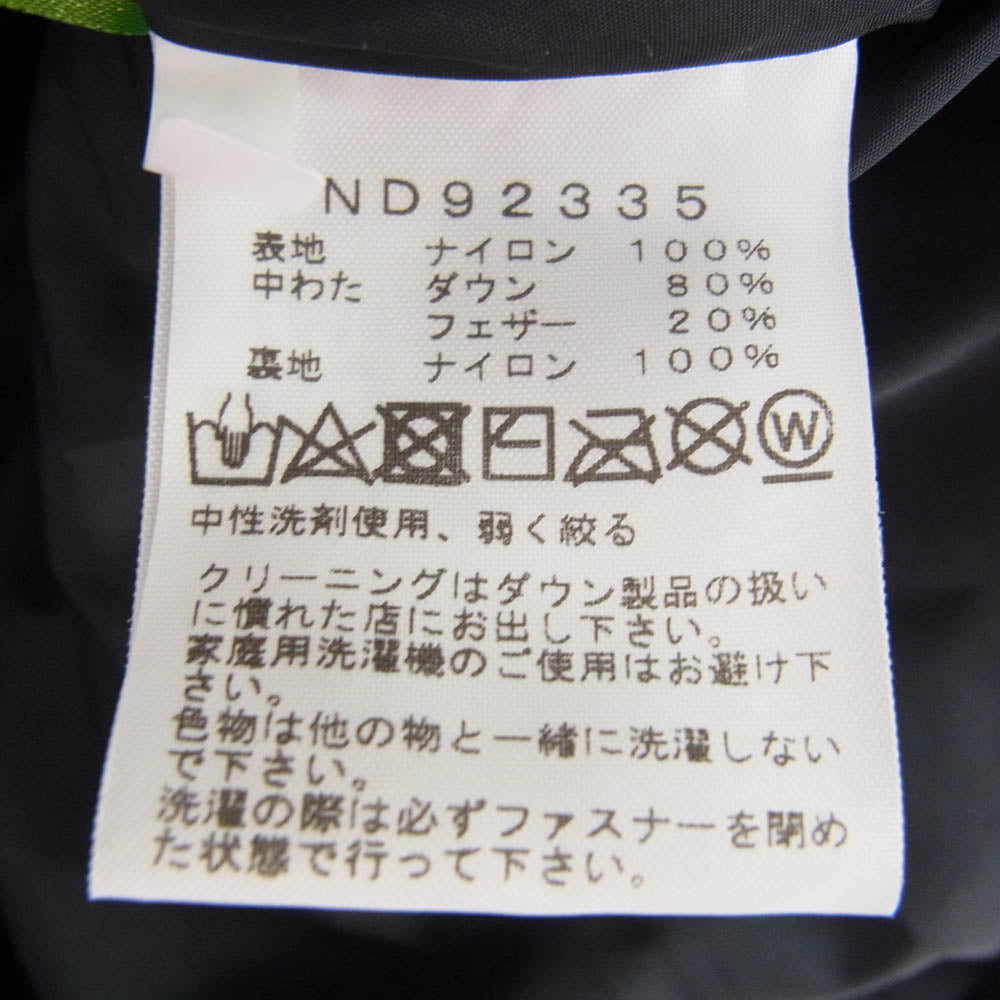 ND92335
表地 ナイロン 100%
中わた ダウン 80%
フェザー 20%
裏地 ナイロン 100%
W
中性洗剤使用、弱く絞る
クリーニングはダウン製品の扱い
に慣れた店にお出し下さい。
家庭用洗濯機のご使用はお避け下
さい。
色物は他の物と一緒に洗濯しない
で下さい。
洗濯の際は必ずファスナーを閉め
た状態で行って下さい。